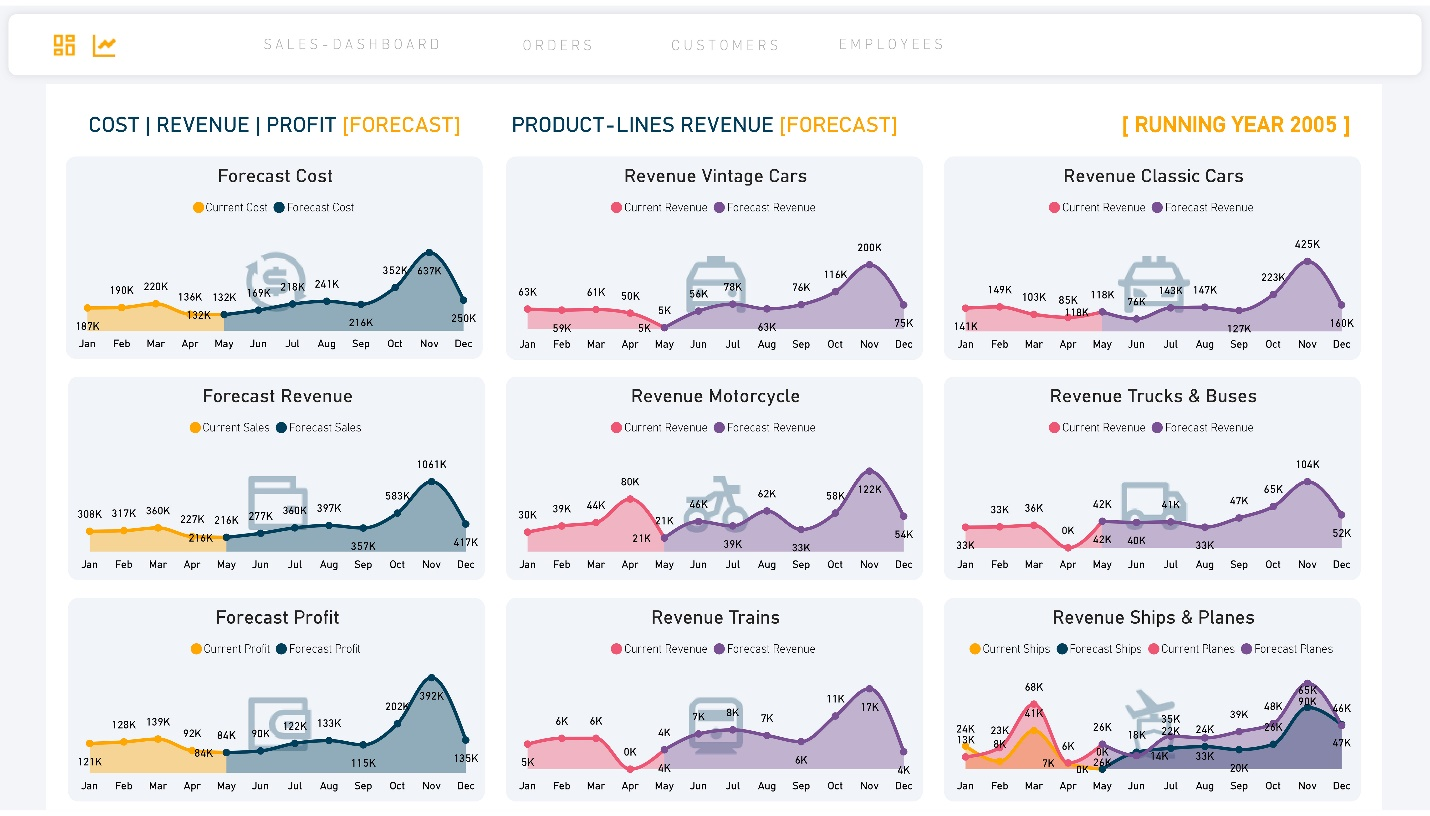 SALES-DASHBOARD ORDERS CUSTOMERS EMPLOYEES
COST | REVENUE | PROFIT [FORECAST]
PRODUCT-LINES REVENUE [FORECAST]
[ RUNNING YEAR 2005 ]
Forecast Cost
Current Cost Forecast Cost
187K 190K 220K 136K 132K 132K 169K 218K 241K 216K 352K 637K 250K
Jan Feb Mar Apr May Jun Jul Aug Sep Oct Nov Dec
Revenue Vintage Cars
Current Revenue Forecast Revenue
63K 59K 61K 50K 5K 5K 56K 78K 63K 76K 116K 200K 75K
Jan Feb Mar Apr May Jun Jul Aug Sep Oct Nov Dec
Revenue Classic Cars
Current Revenue Forecast Revenue
141K 149K 103K 85K 118K 118K 76K 143K 147K 127K 223K 425K 160K
Jan Feb Mar Apr May Jun Jul Aug Sep Oct Nov Dec
Forecast Revenue
Current Sales Forecast Sales
308K 317K 360K 227K 216K 216K 277K 360K 397K 357K 583K 1061K 417K
Jan Feb Mar Apr May Jun Jul Aug Sep Oct Nov Dec
Revenue Motorcycle
Current Revenue Forecast Revenue
30K 39K 44K 80K 21K 21K 46K 39K 62K 33K 58K 122K 54K
Jan Feb Mar Apr May Jun Jul Aug Sep Oct Nov Dec
Revenue Trucks & Buses
Current Revenue Forecast Revenue
33K 33K 36K 0K 42K 42K 40K 41K 33K 47K 65K 104K 52K
Jan Feb Mar Apr May Jun Jul Aug Sep Oct Nov Dec
Forecast Profit
Current Profit Forecast Profit
121K 128K 139K 92K 84K 84K 90K 122K 133K 115K 202K 392K 135K
Jan Feb Mar Apr May Jun Jul Aug Sep Oct Nov Dec
Revenue Trains
Current Revenue Forecast Revenue
5K 6K 6K 0K 4K 4K 7K 8K 7K 6K 11K 17K 4K
Jan Feb Mar Apr May Jun Jul Aug Sep Oct Nov Dec
Revenue Ships & Planes
Current Ships Forecast Ships Current Planes Forecast Planes
24K 13K 23K 8K 68K 41K 7K 6K 0K 26K 0K 26K 18K 14K 35K 22K 24K 33K 39K 20K 48K 26K 65K 90K 46K 47K
Jan Feb Mar Apr May Jun Jul Aug Sep Oct Nov Dec